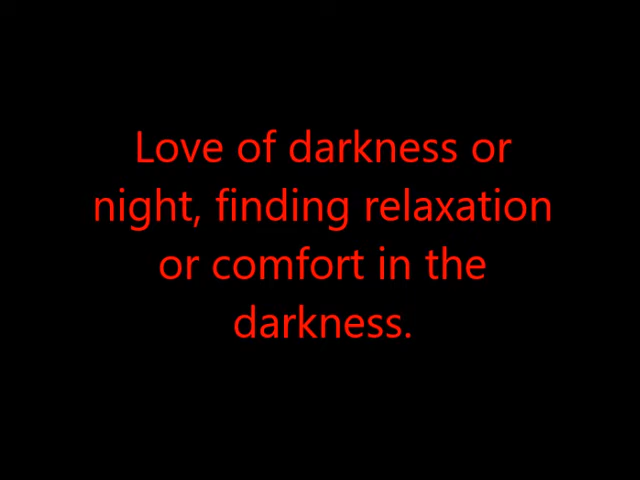 Love of darkness or
night, finding relaxation
or comfort in the
darkness.